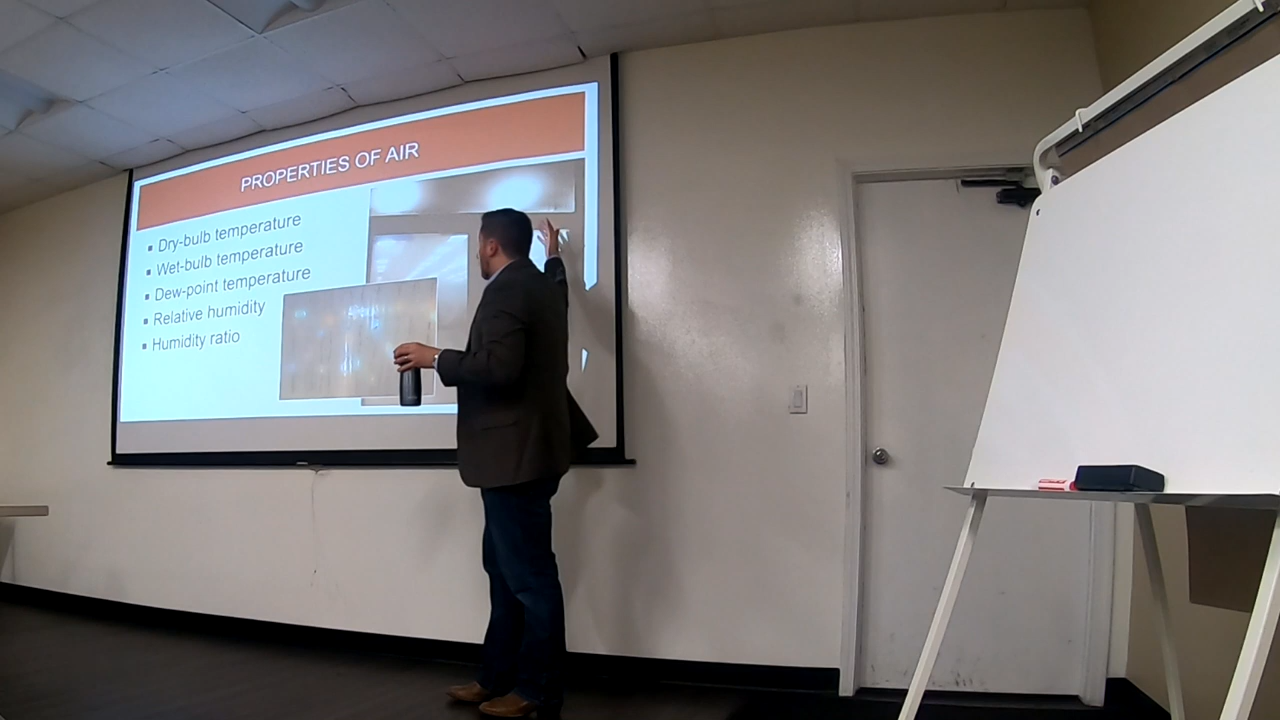 PROPERTIES OF AIR
▪ Dry-bulb temperature
▪ Wet-bulb temperature
▪ Dew-point temperature
▪ Relative humidity
▪ Humidity ratio